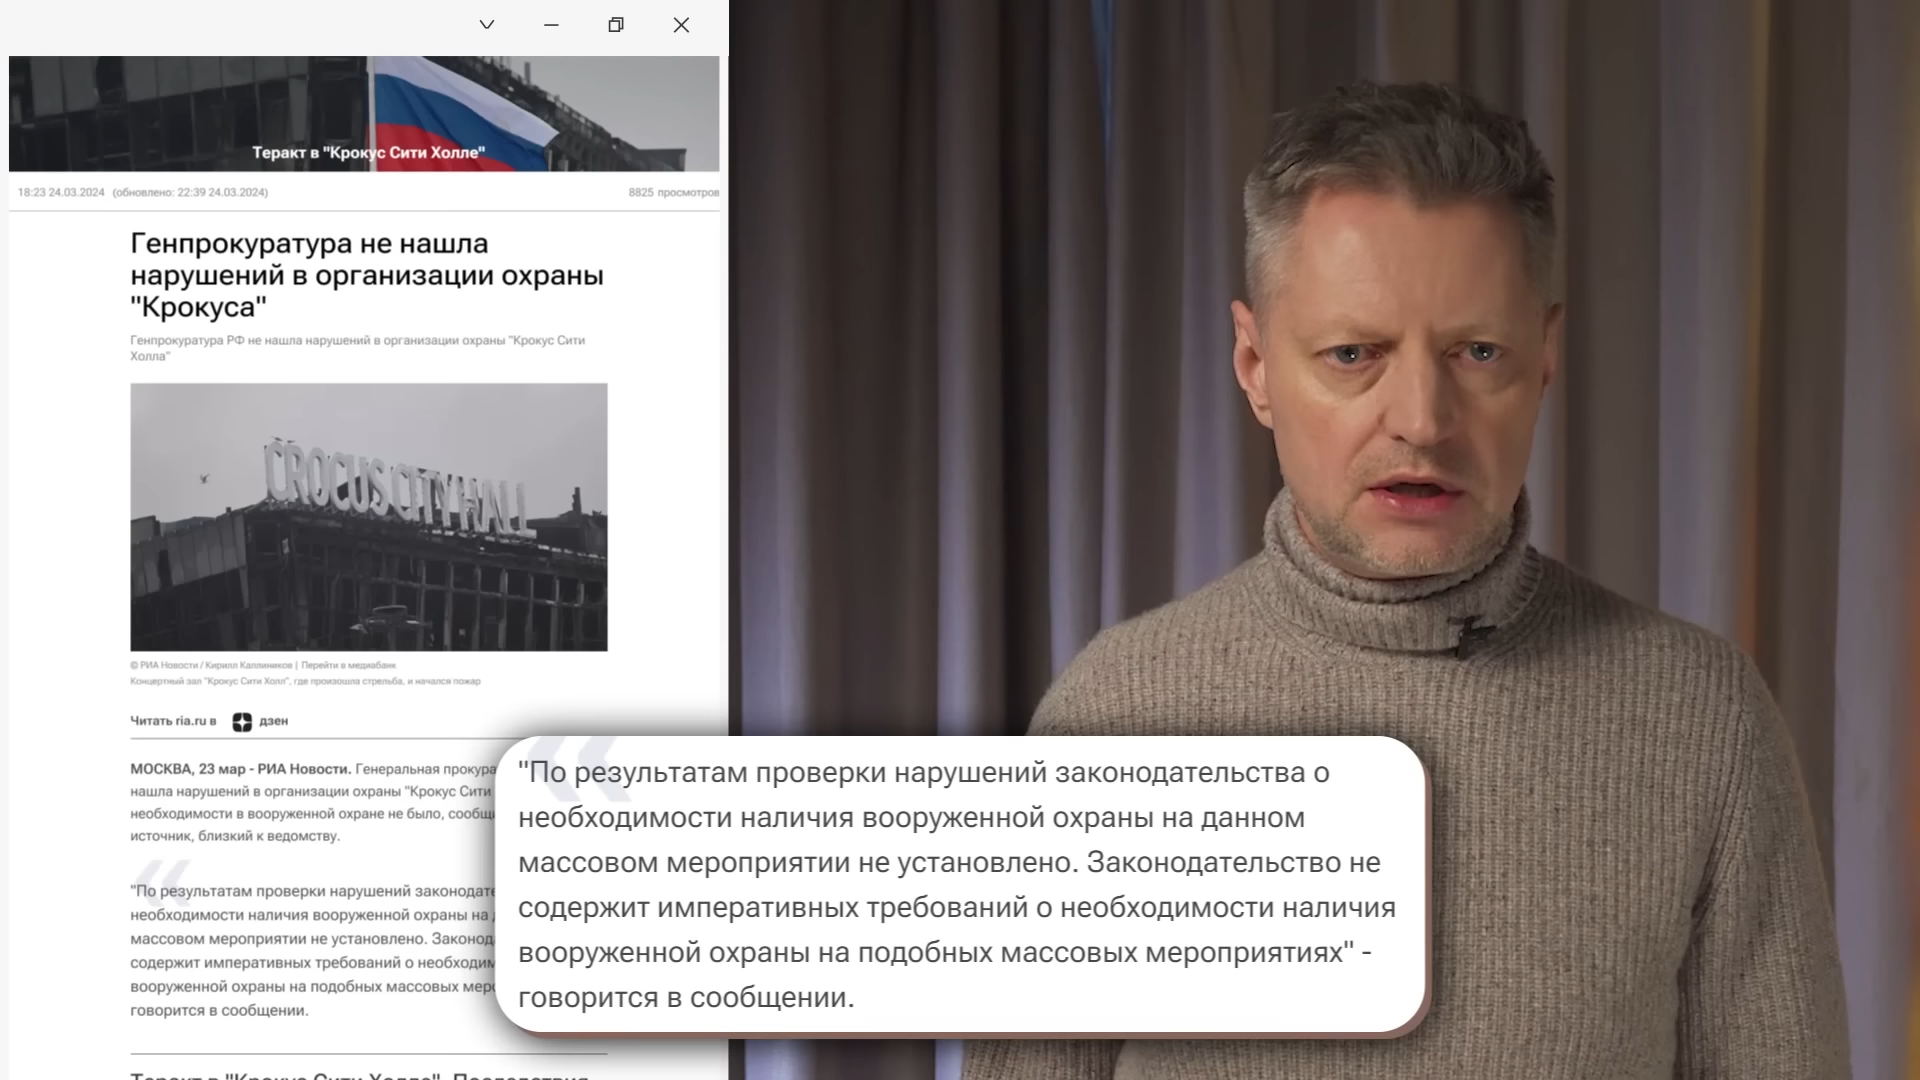 Теракт в "Крокус Сити Холле"
18:23 24.03.2024 (обновлено: 22:39 24.03.2024)
8825 просмотров
Генпрокуратура не нашла
нарушений в организации охраны
"Крокуса"
Генпрокуратура РФ не нашла нарушений в организации охраны "Крокус Сити
Холла"
CROCUS CITY HALL
© РИА Новости / Кирилл Каллиников | Перейти в медиабанк
Концертный зал "Крокус Сити Холл", где произошла стрельба, и начался пожар
Читать ria.ru в дзен
МОСКВА, 23 мар - РИА Новости. Генеральная прокура
нашла нарушений в организации охраны "Крокус Сити
необходимости в вооруженной охране не было, сообщ
источник, близкий к ведомству.
"По результатам проверки нарушений законодате
необходимости наличия вооруженной охраны на
массовом мероприятии не установлено. Законод
содержит императивных требований о необходим
вооруженной охраны на подобных массовых мер
говорится в сообщении.
"По результатам проверки нарушений законодательства о
необходимости наличия вооруженной охраны на данном
массовом мероприятии не установлено. Законодательство не
содержит императивных требований о необходимости наличия
вооруженной охраны на подобных массовых мероприятиях" -
говорится в сообщении.
Теракт в "Крокус Сити Холле". Последствия